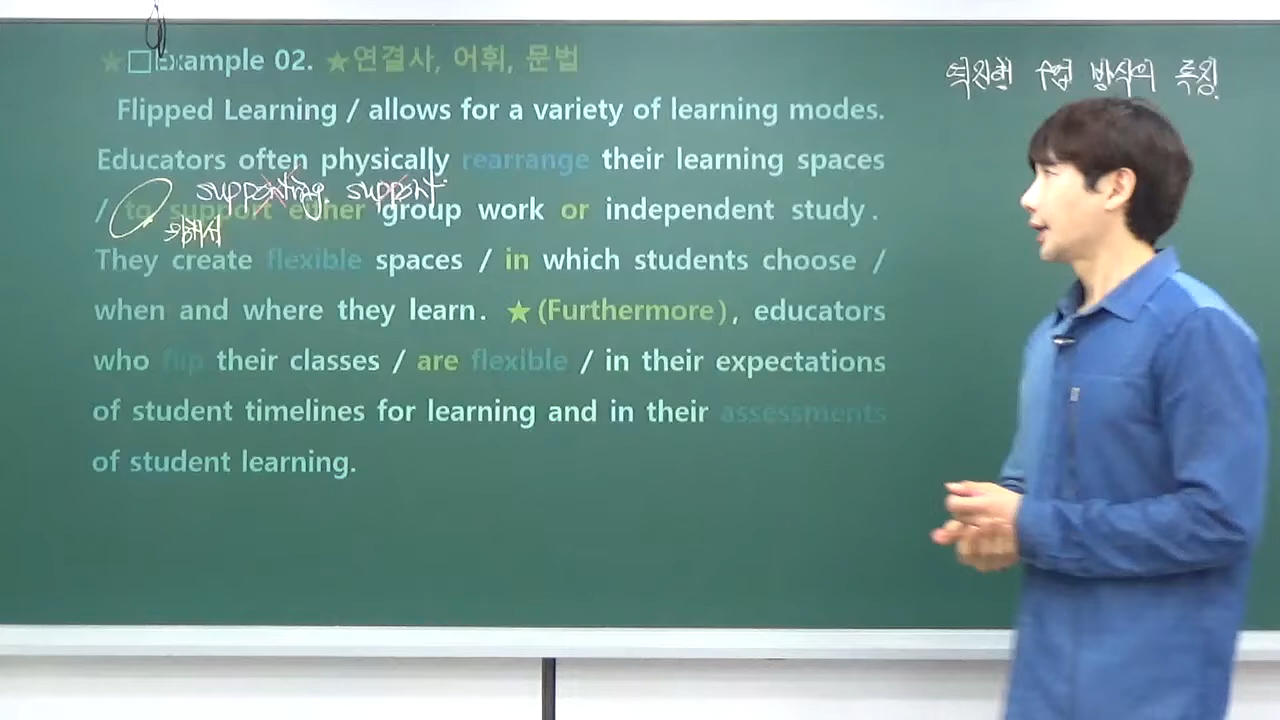 ★□Example 02. ★연결사, 어휘, 문법
Flipped Learning / allows for a variety of learning modes.
Educators often physically rearrange their learning spaces
supporting. support
/ to support either group work or independent study.
위해서
They create flexible spaces / in which students choose /
when and where they learn. ★(Furthermore), educators
who flip their classes / are flexible / in their expectations
of student timelines for learning and in their assessments
of student learning.
수업 방식의 특징.